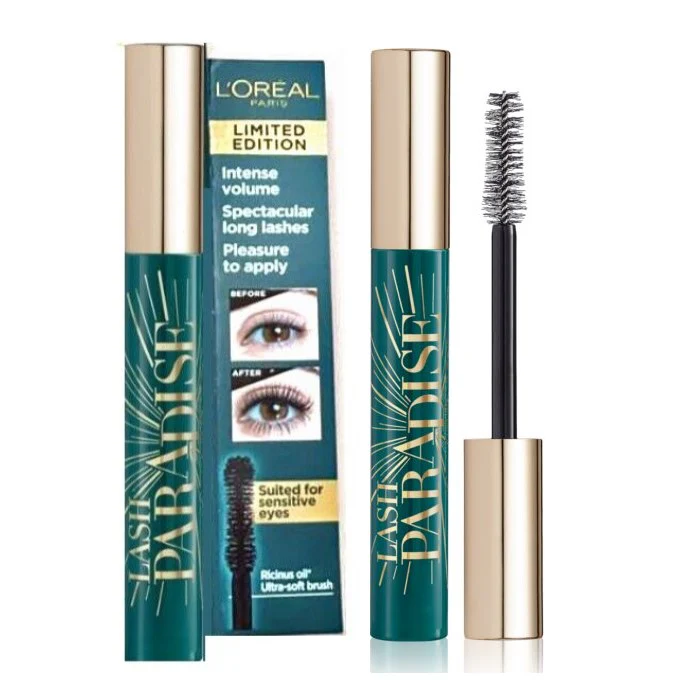 LASH
PARADISE
L'ORÉAL
PARIS
LIMITED
EDITION
Intense
volume
Spectacular
long lashes
Pleasure
to apply
BEFORE
AFTER
Suited for
sensitive
eyes
Ricinus oil*
Ultra-soft brush
LASH
PARADISE